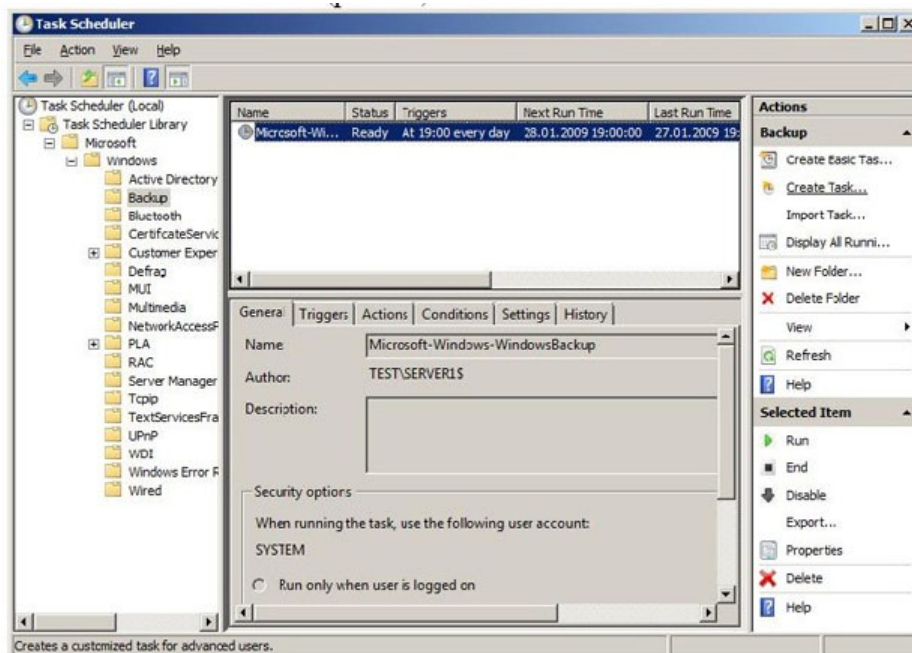 Task Scheduler
File Action View Help
Task Scheduler (Local)
Task Scheduler Library
Microsoft
Windows
Active Directory
Backup
Bluetooth
CertifcateServic
Customer Exper
Defrag
MUI
Multimedia
NetworkAccessP
PLA
RAC
Server Manager
Tcpip
TextServicesFra
UPnP
WDI
Windows Error R
Wired
Name Status Triggers Next Run Time Last Run Time
Microsoft-Wi... Ready At 19:00 every day 28.01.2009 19:00:00 27.01.2009 19:
General Triggers Actions Conditions Settings History
Name Microsoft-Windows-WindowsBackup
Author: TEST\SERVER1$
Description:
Security options
When running the task, use the following user account:
SYSTEM
Run only when user is logged on
Actions
Backup
Create Basic Tas...
Create Task...
Import Task...
Display All Runni...
New Folder...
Delete Folder
View
Refresh
Help
Selected Item
Run
End
Disable
Export...
Properties
Delete
Help
Creates a customized task for advanced users.